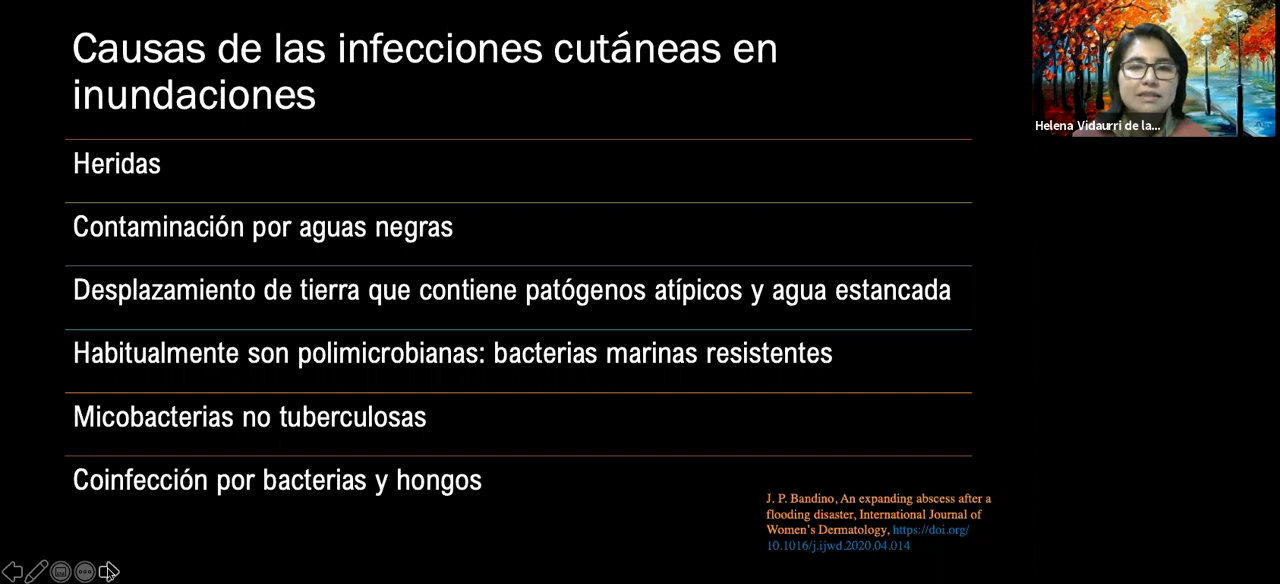 Causas de las infecciones cutáneas en
inundaciones
Heridas
Contaminación por aguas negras
Desplazamiento de tierra que contiene patógenos atípicos y agua estancada
Habitualmente son polimicrobianas: bacterias marinas resistentes
Micobacterias no tuberculosas
Coinfección por bacterias y hongos
J. P. Bandino, An expanding abscess after a
flooding disaster, International Journal of
Women's Dermatology, https://doi.org/
10.1016/j.ijwd.2020.04.014
Helena Vidaurri de la...